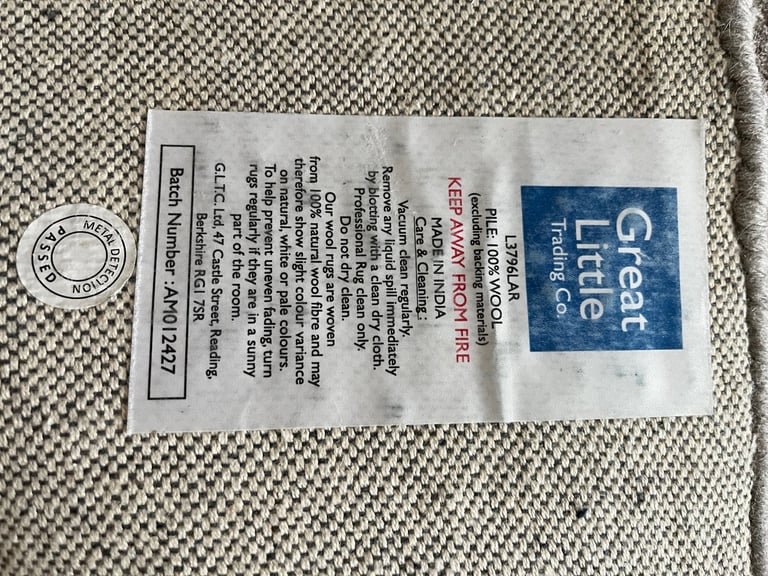 Great
Little
Trading Co.
L3796LAR
PILE: 100% WOOL
(excluding backing materials)
KEEP AWAY FROM FIRE
MADE IN INDIA
Care & Cleaning :
Vacuum clean regularly.
Remove any liquid spill immediately
by blotting with a clean dry cloth.
Professional Rug clean only.
Do not dry clean.
Our wool rugs are woven
from 100% natural wool fibre and may
therefore show slight colour variance
on natural, white or pale colours.
To help prevent uneven fading, turn
rugs regularly if they are in a sunny
part of the room.
G.L.T.C. Ltd, 47 Castle Street, Reading,
Berkshire RG1 7SR
Batch Number :AM012427
METAL DETECTION
PASSED